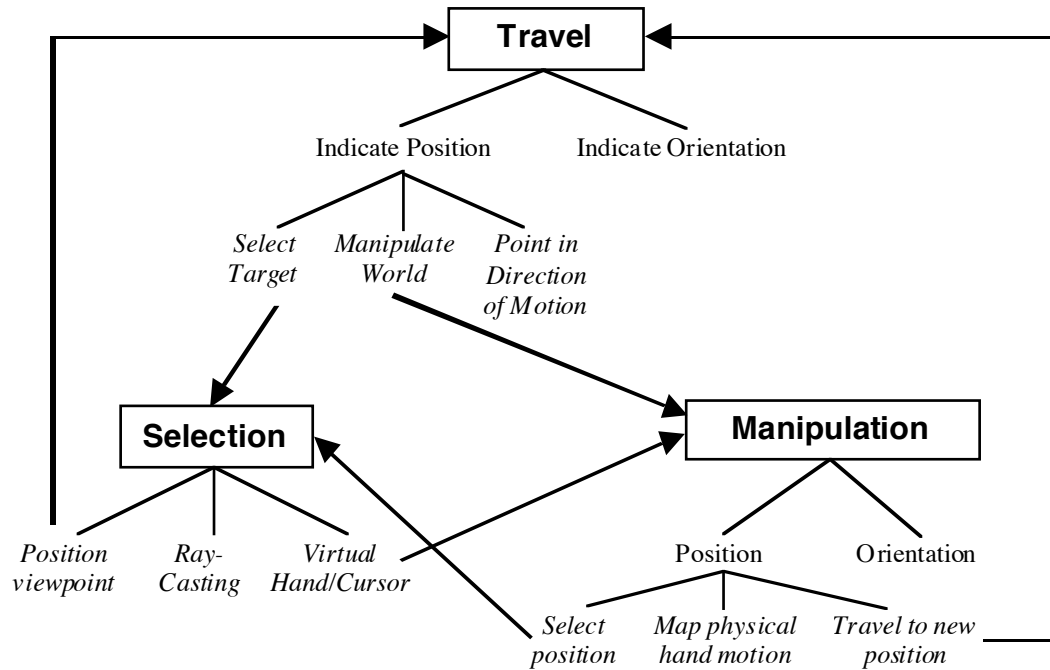 Travel
Indicate Position
Indicate Orientation
Select
Target
Manipulate
World
Point in
Direction
of Motion
Selection
Manipulation
Position
viewpoint
Ray-
Casting
Virtual
Hand/Cursor
Position
Orientation
Select
position
Map physical
hand motion
Travel to new
position